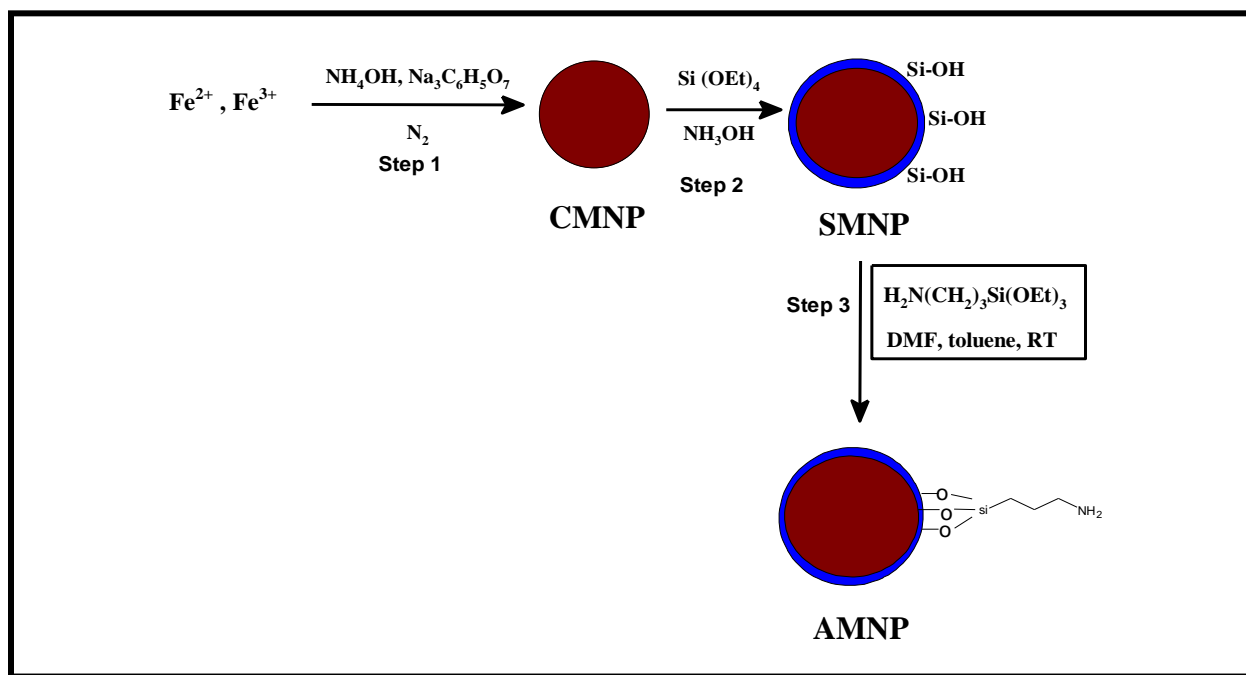 Fe²⁺ , Fe³⁺
NH₄OH, Na₃C₆H₅O₇
N₂
Step 1
CMNP
Si (OEt)₄
NH₃OH
Step 2
Si-OH
Si-OH
Si-OH
SMNP
Step 3
H₂N(CH₂)₃Si(OEt)₃
DMF, toluene, RT
O
O
O
si
NH₂
AMNP